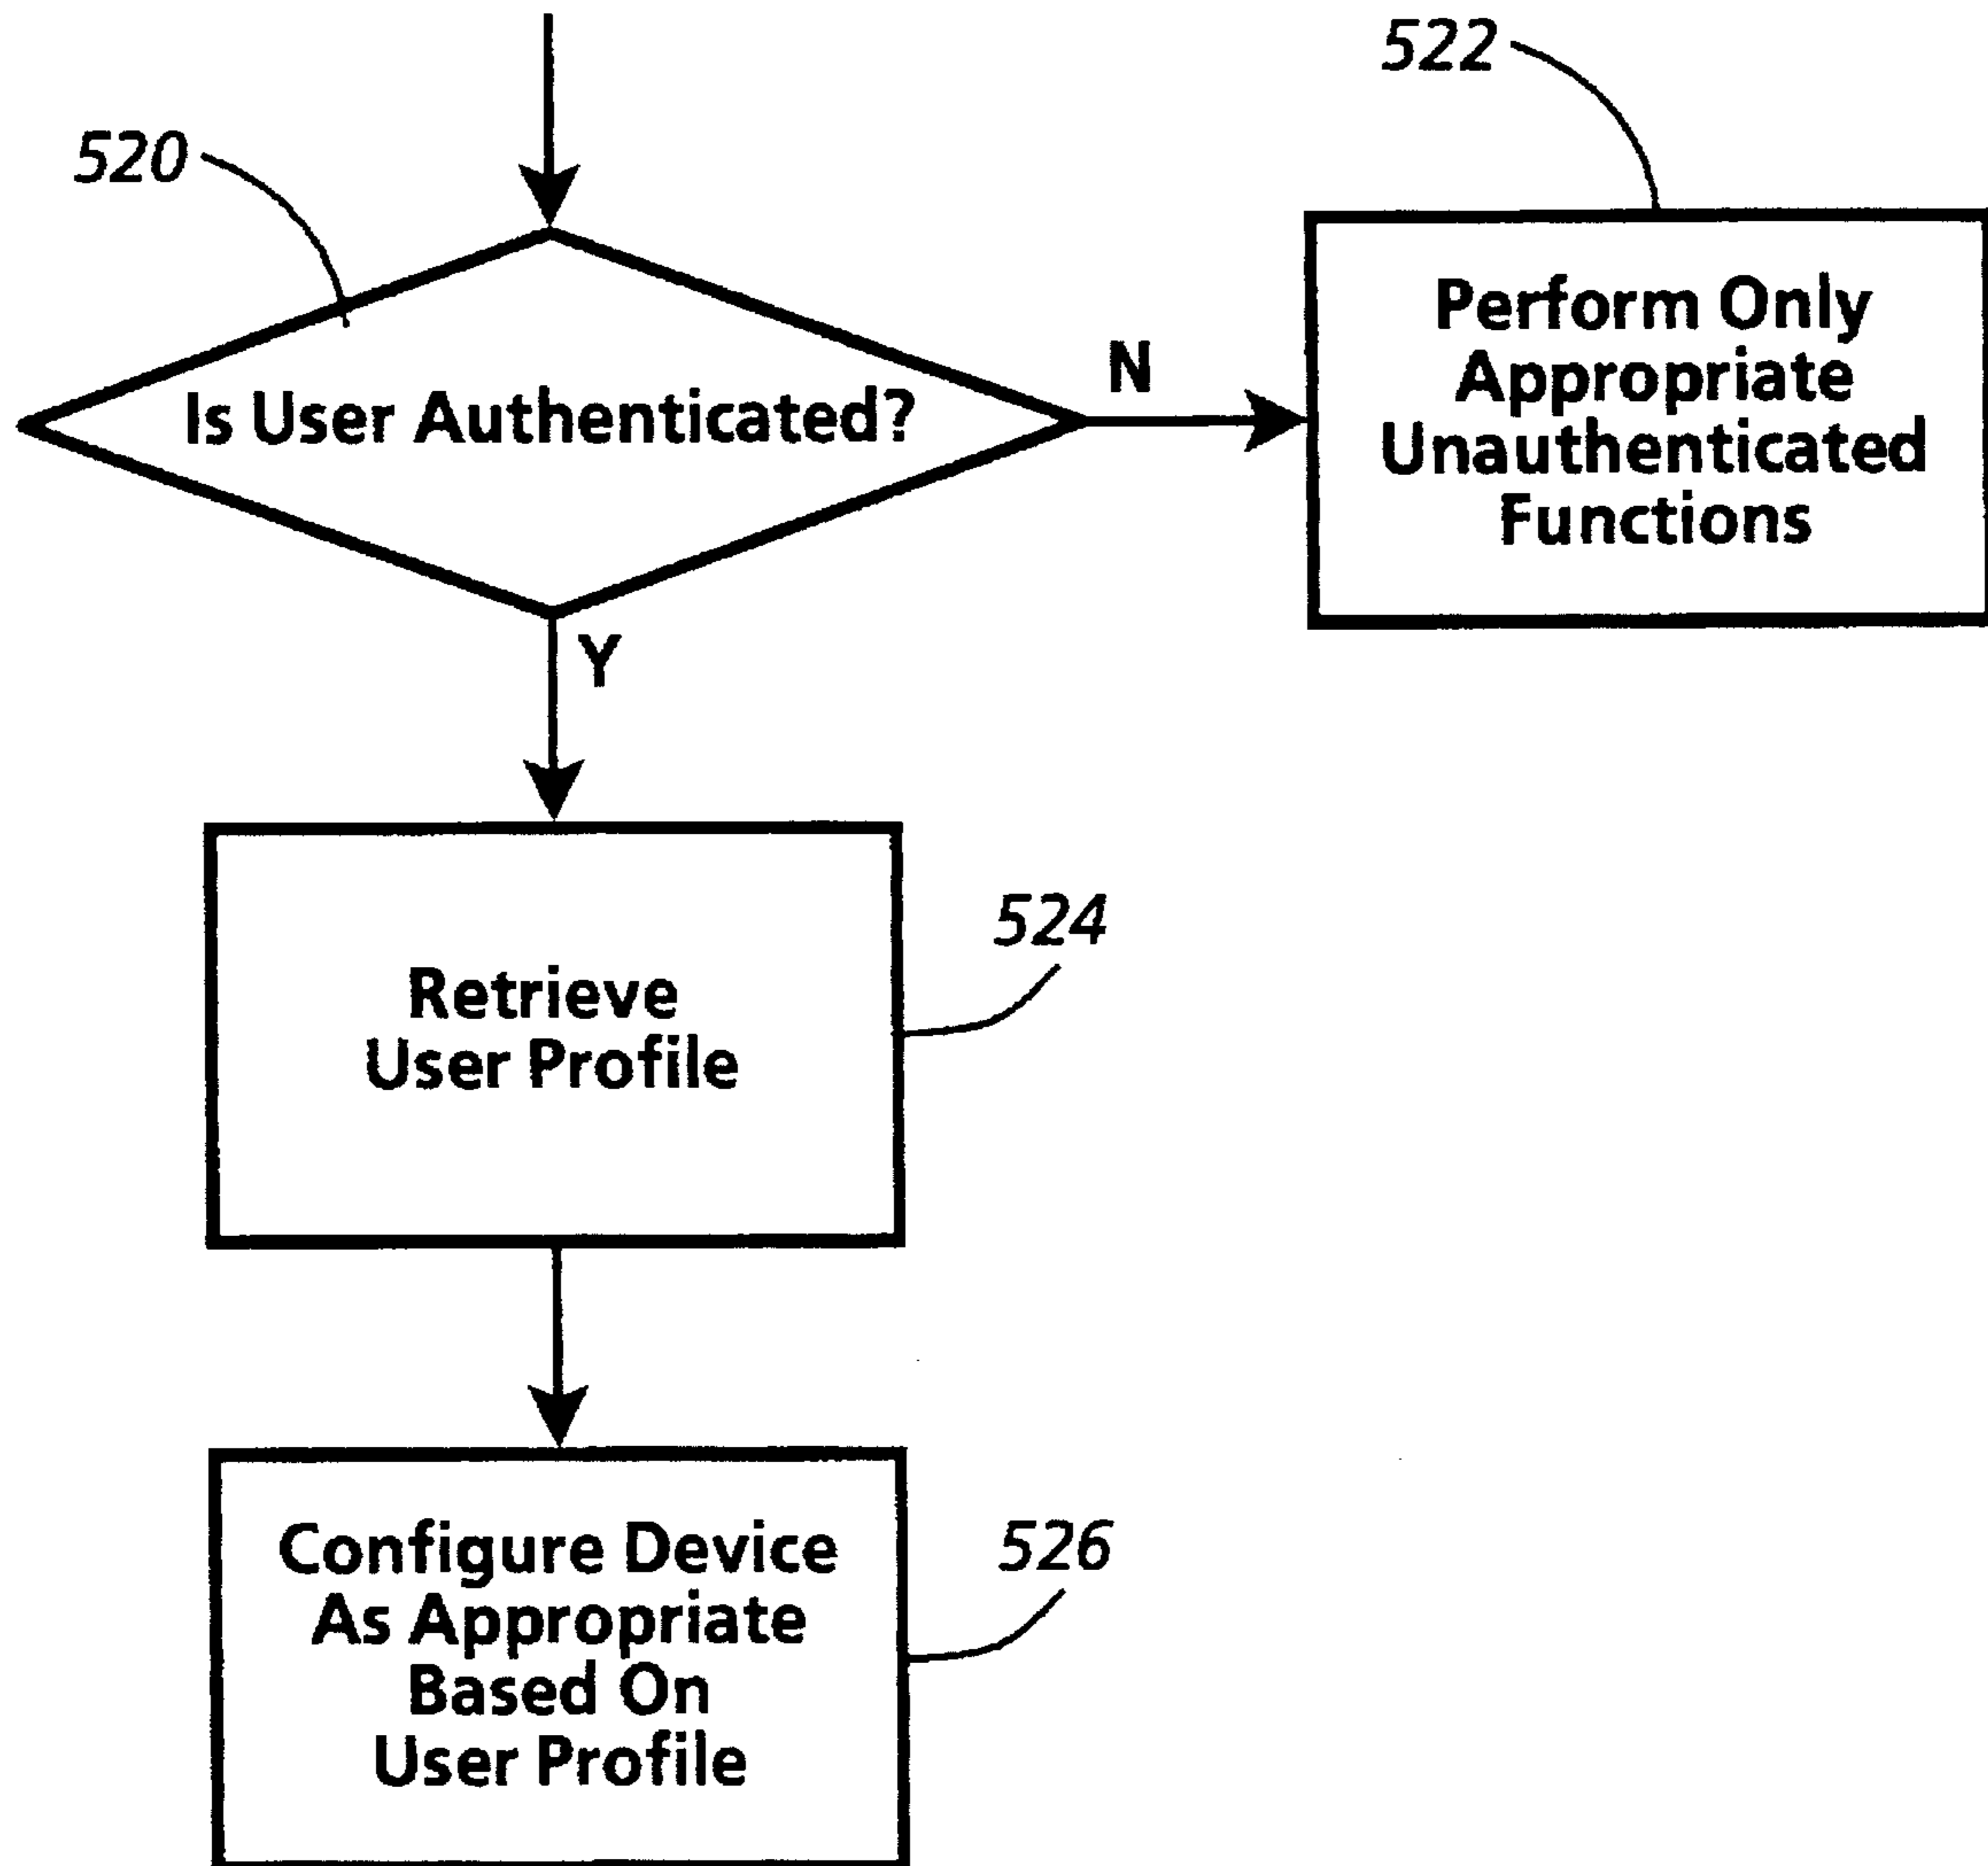 522
520
Is User Authenticated?
N
Perform Only
Appropriate
Unauthenticated
Functions
Y
524
Retrieve
User Profile
526
Configure Device
As Appropriate
Based On
User Profile